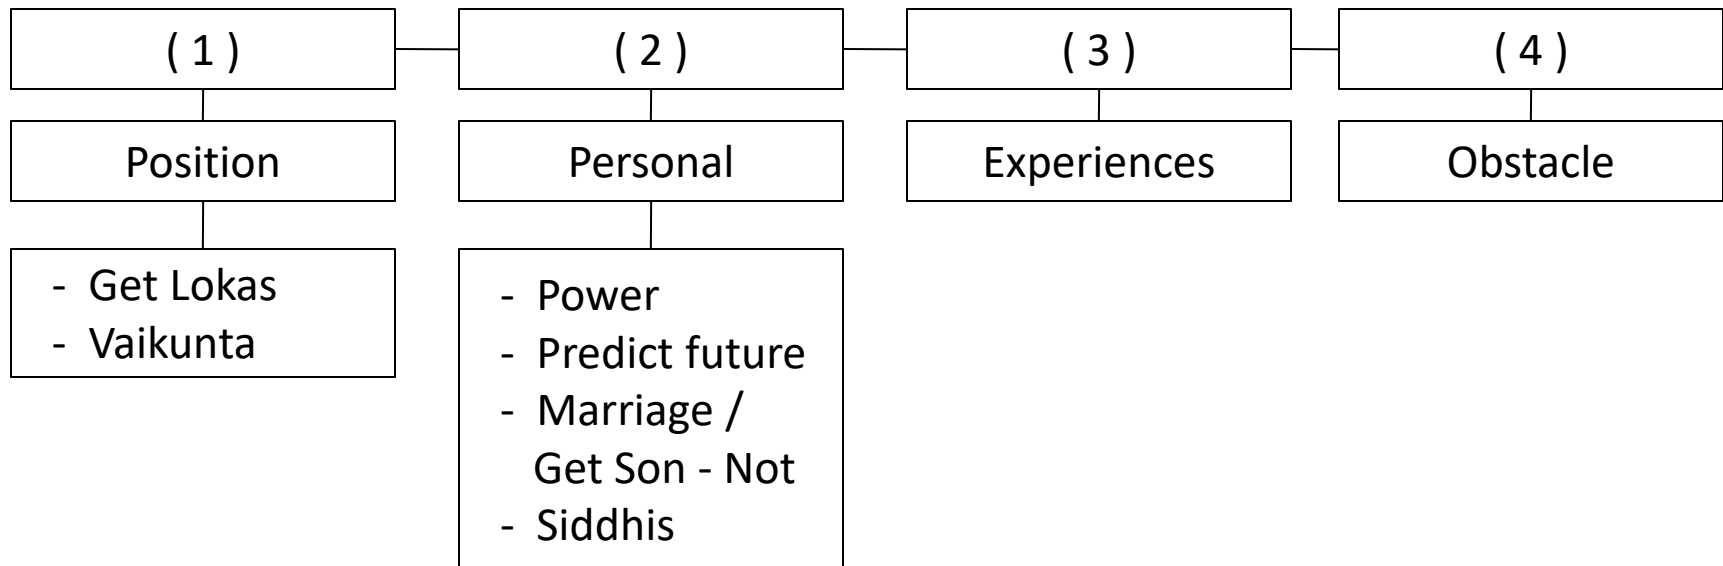 ( 1 )
( 2 )
( 3 )
( 4 )
Position
Personal
Experiences
Obstacle
- Get Lokas
- Vaikunta
- Power
- Predict future
- Marriage /
Get Son - Not
- Siddhis